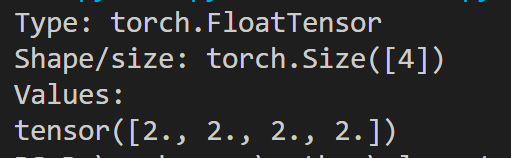 Type: torch.FloatTensor
Shape/size: torch.Size([4])
Values:
tensor([2., 2., 2., 2.])